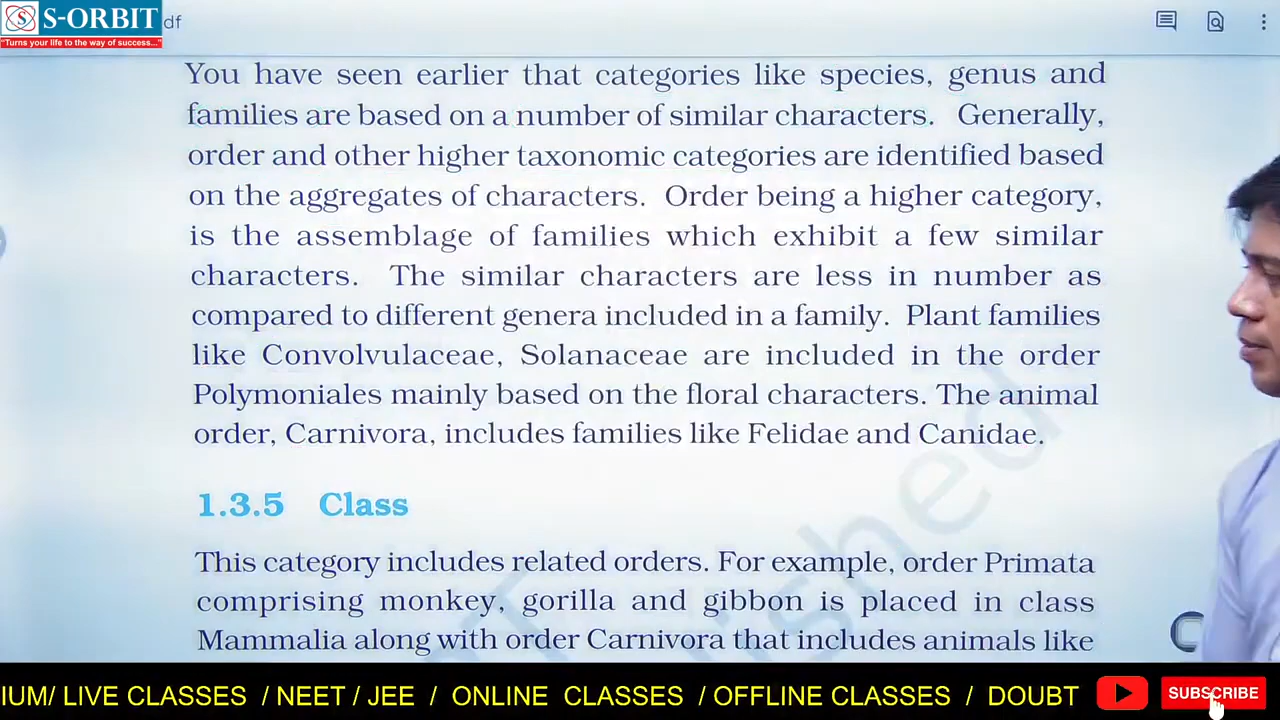 S-ORBIT
df
"Turns your life to the way of success..."
You have seen earlier that categories like species, genus and
families are based on a number of similar characters. Generally,
order and other higher taxonomic categories are identified based
on the aggregates of characters. Order being a higher category,
is the assemblage of families which exhibit a few similar
characters. The similar characters are less in number as
compared to different genera included in a family. Plant families
like Convolvulaceae, Solanaceae are included in the order
Polymoniales mainly based on the floral characters. The animal
order, Carnivora, includes families like Felidae and Canidae.
1.3.5 Class
This category includes related orders. For example, order Primata
comprising monkey, gorilla and gibbon is placed in class
Mammalia along with order Carnivora that includes animals like
IUM/ LIVE CLASSES / NEET / JEE / ONLINE CLASSES / OFFLINE CLASSES / DOUBT
SUBSCRIBE